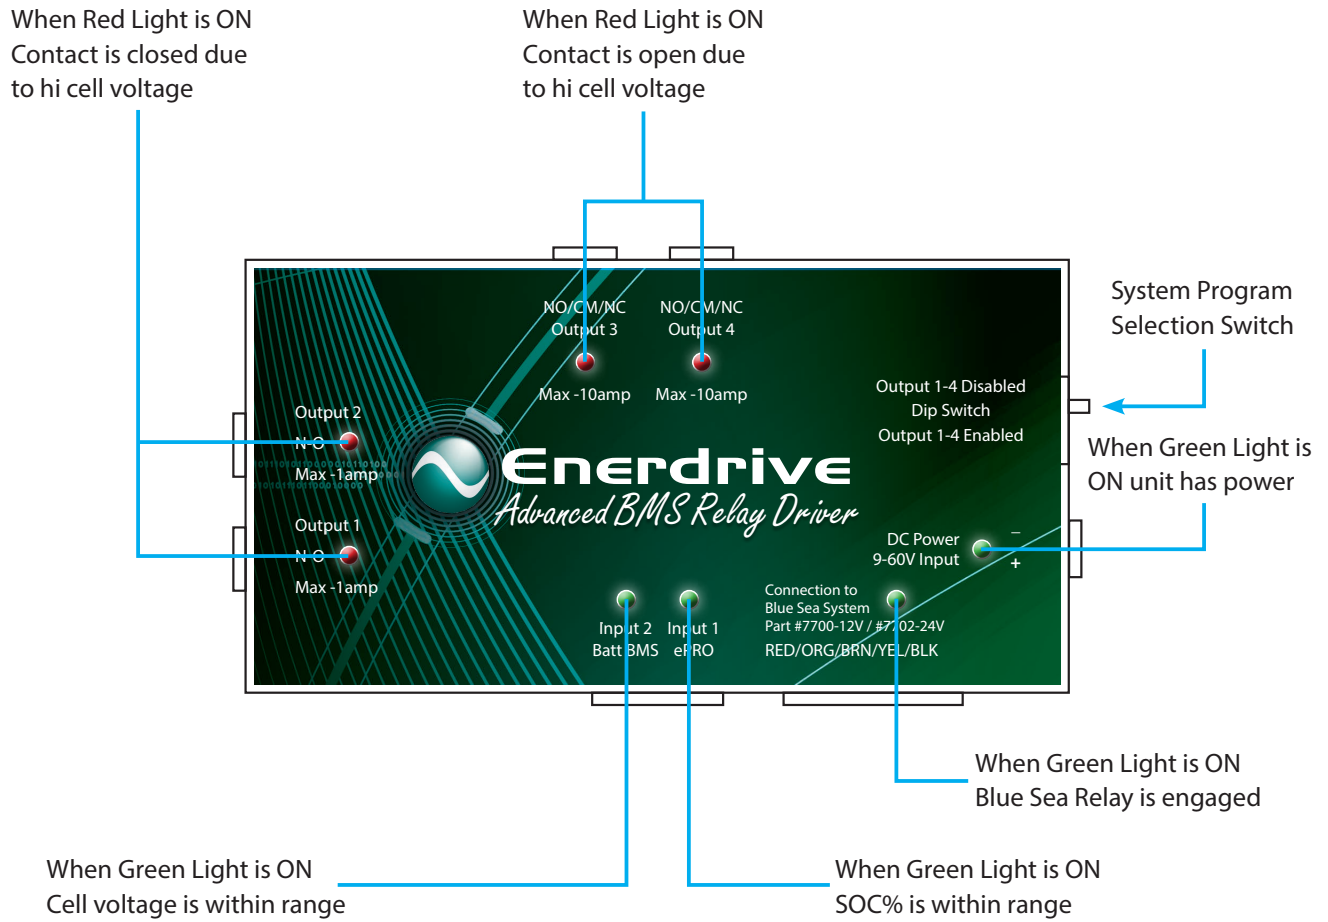 When Red Light is ON
Contact is closed due
to hi cell voltage
When Red Light is ON
Contact is open due
to hi cell voltage
System Program
Selection Switch
When Green Light is
ON unit has power
NO/CM/NC
Output 3
Max -10amp
NO/CM/NC
Output 4
Max -10amp
Output 1-4 Disabled
Dip Switch
Output 1-4 Enabled
Output 2
N-O
Max -1amp
Output 1
N-O
Max -1amp
Enerdrive
Advanced BMS Relay Driver
DC Power
9-60V Input
−
+
Input 2
Batt BMS
Input 1
ePRO
Connection to
Blue Sea System
Part #7700-12V / #7702-24V
RED/ORG/BRN/YEL/BLK
When Green Light is ON
Blue Sea Relay is engaged
When Green Light is ON
Cell voltage is within range
When Green Light is ON
SOC% is within range